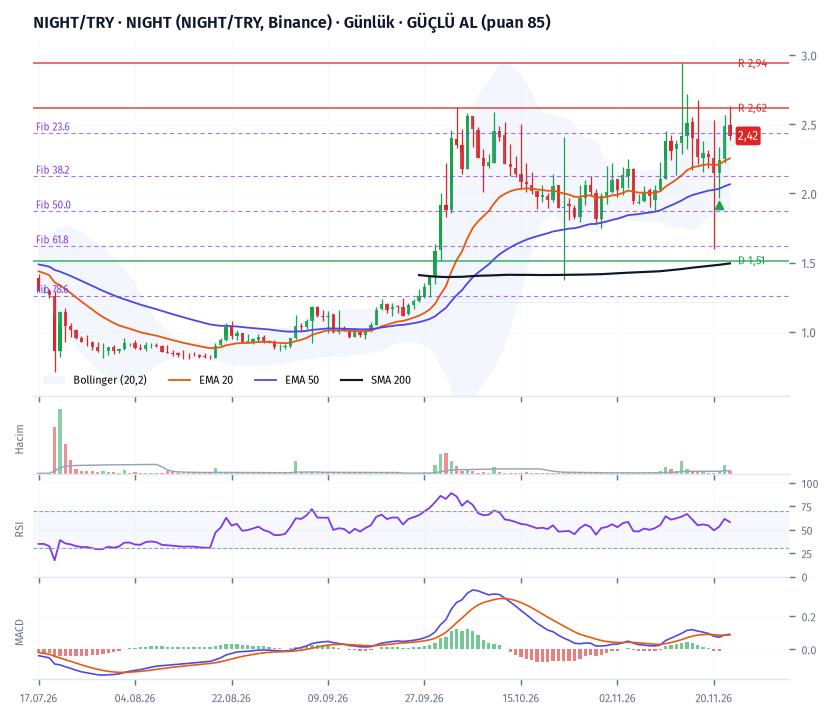 NIGHT/TRY · NIGHT (NIGHT/TRY, Binance) · Günlük · GÜÇLÜ AL (puan 85)
3.0
R 2,94
R 2,62
2.5
Fib 23.6
2,42
Fib 38.2
2.0
Fib 50.0
Fib 61.8
D 1,51
1.5
Fib 78.6
1.0
Bollinger (20,2)
EMA 20
EMA 50
SMA 200
Hacim
100
75
RSI
50
25
0
0.2
MACD
0.0
17.07.26
04.08.26
22.08.26
09.09.26
27.09.26
15.10.26
02.11.26
20.11.26